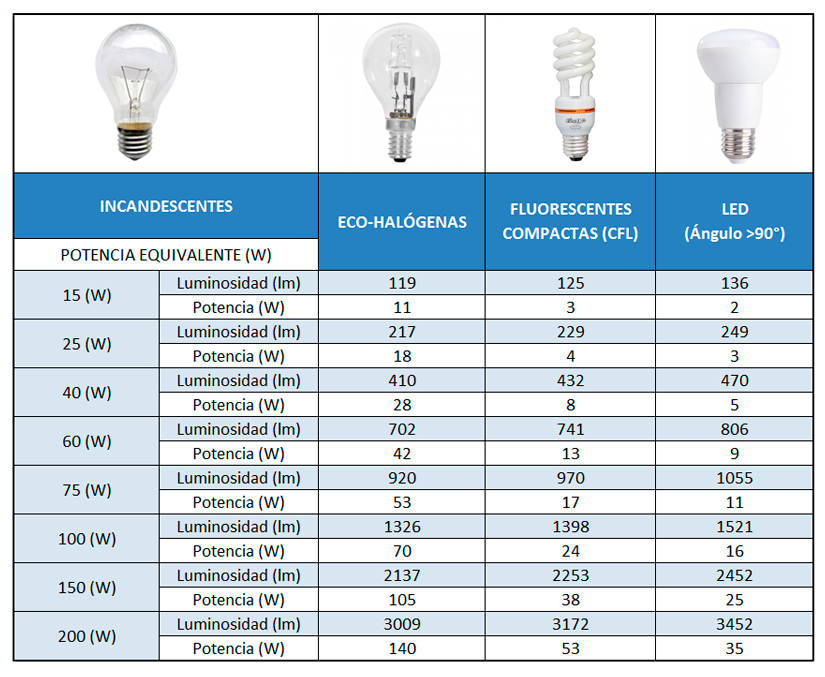 INCANDESCENTES
POTENCIA EQUIVALENTE (W)
ECO-HALÓGENAS
FLUORESCENTES
COMPACTAS (CFL)
LED
(Ángulo >90°)
15 (W)
Luminosidad (lm) 119 125 136
Potencia (W) 11 3 2
25 (W)
Luminosidad (lm) 217 229 249
Potencia (W) 18 4 3
40 (W)
Luminosidad (lm) 410 432 470
Potencia (W) 28 8 5
60 (W)
Luminosidad (lm) 702 741 806
Potencia (W) 42 13 9
75 (W)
Luminosidad (lm) 920 970 1055
Potencia (W) 53 17 11
100 (W)
Luminosidad (lm) 1326 1398 1521
Potencia (W) 70 24 16
150 (W)
Luminosidad (lm) 2137 2253 2452
Potencia (W) 105 38 25
200 (W)
Luminosidad (lm) 3009 3172 3452
Potencia (W) 140 53 35